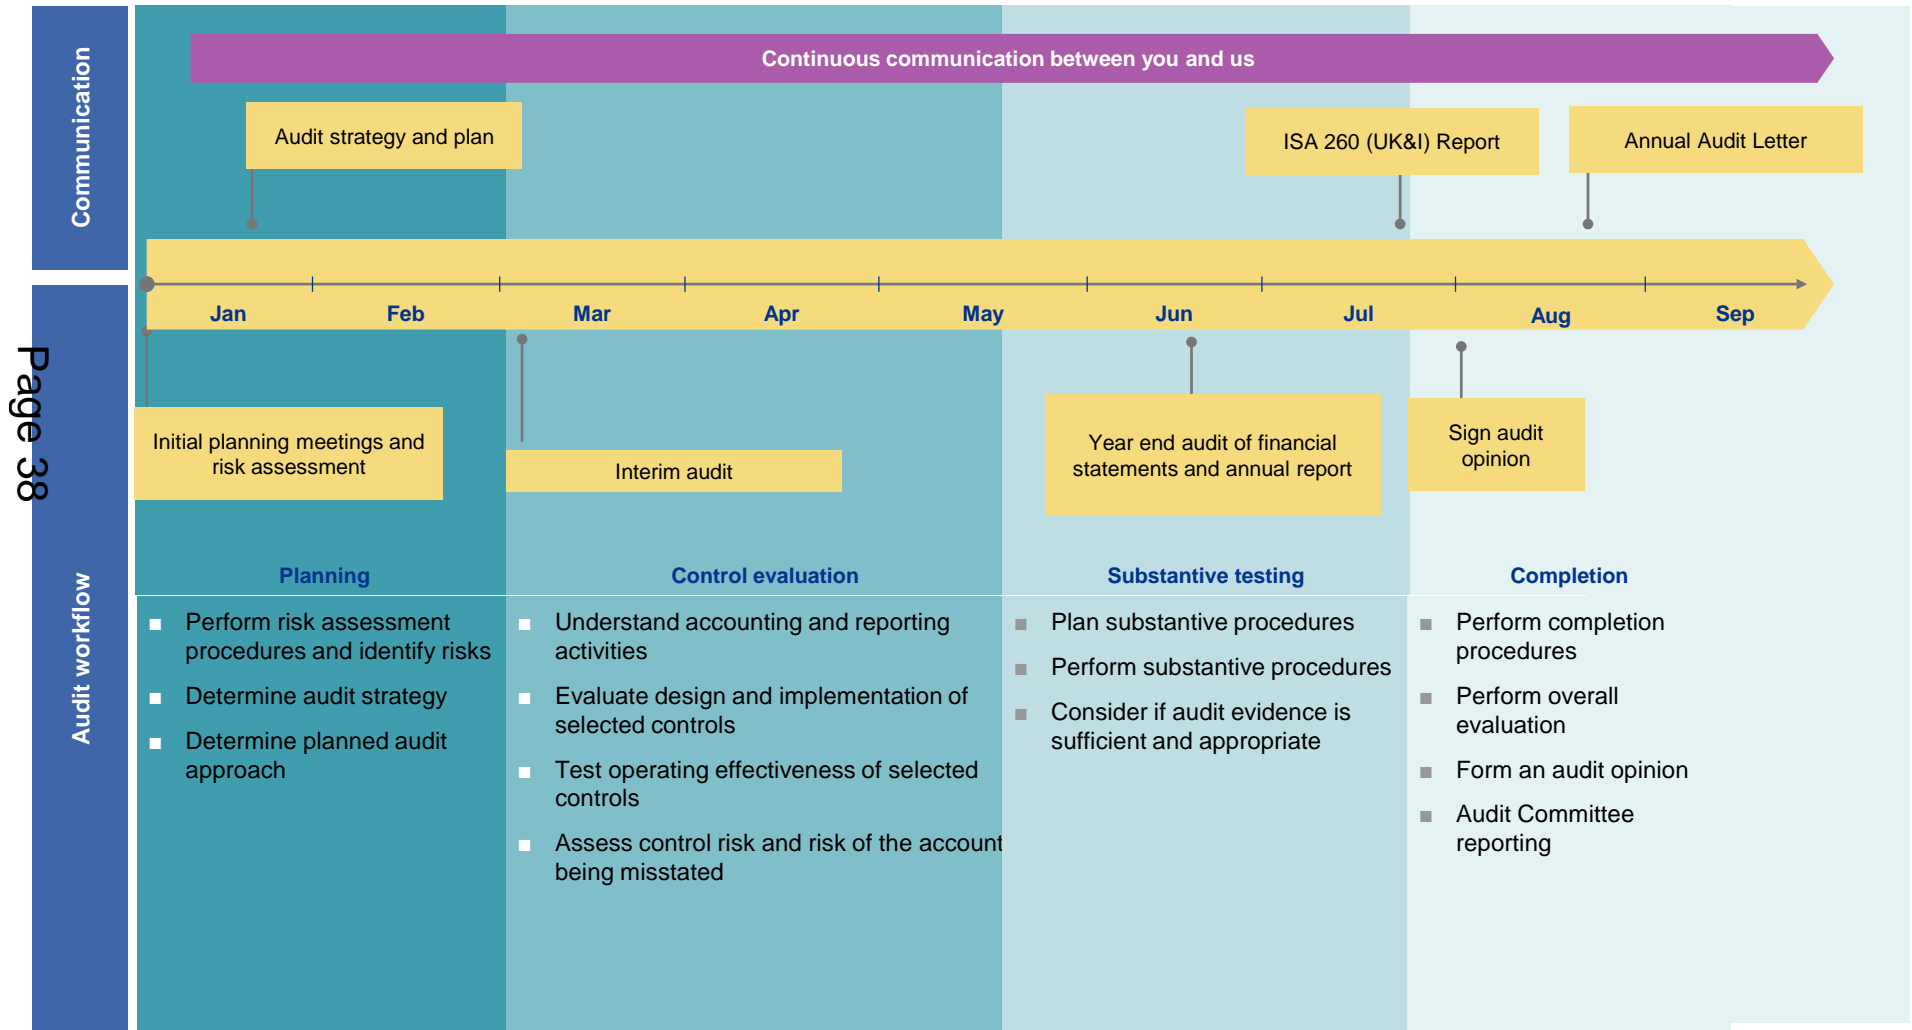 Communication
Continuous communication between you and us
Audit strategy and plan
ISA 260 (UK&I) Report
Annual Audit Letter
Jan
Feb
Mar
Apr
May
Jun
Jul
Aug
Sep
Page 38
Audit workflow
Initial planning meetings and
risk assessment
Interim audit
Year end audit of financial
statements and annual report
Sign audit
opinion
Planning
Perform risk assessment
procedures and identify risks
Determine audit strategy
Determine planned audit
approach
Control evaluation
Understand accounting and reporting
activities
Evaluate design and implementation of
selected controls
Test operating effectiveness of selected
controls
Assess control risk and risk of the account
being misstated
Substantive testing
Plan substantive procedures
Perform substantive procedures
Consider if audit evidence is
sufficient and appropriate
Completion
Perform completion
procedures
Perform overall
evaluation
Form an audit opinion
Audit Committee
reporting